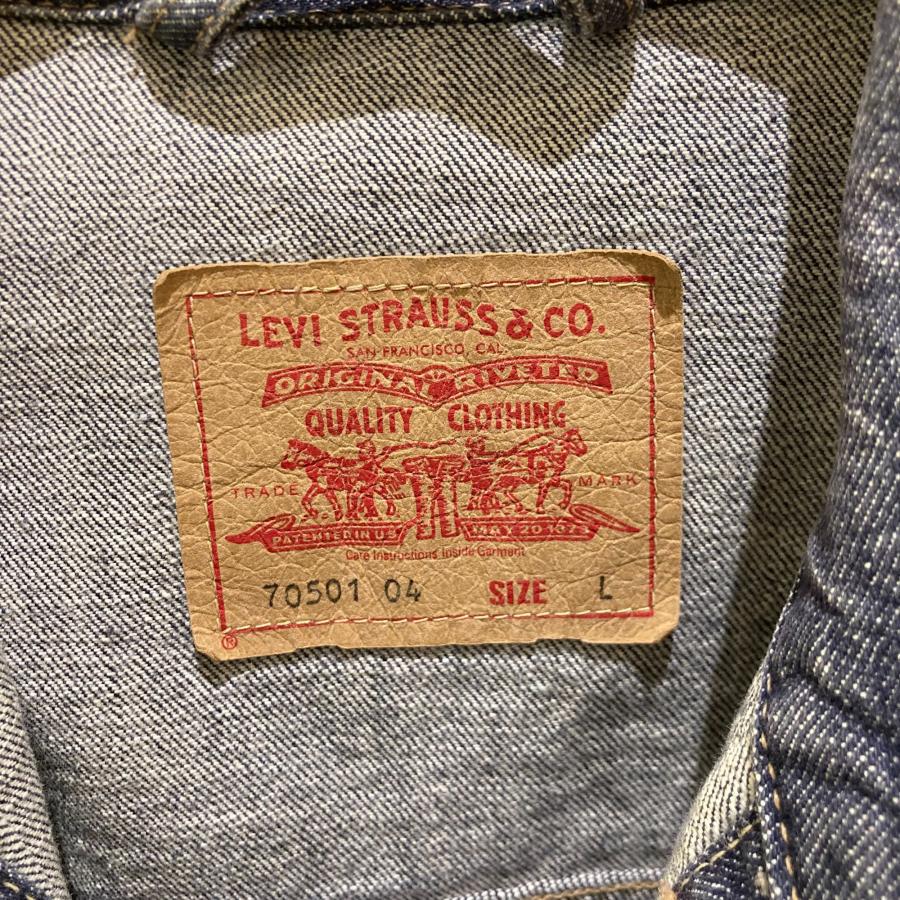 LEVI STRAUSS & CO.
SAN FRANCISCO, CAL.
ORIGINAL RIVETED
QUALITY CLOTHING
TRADE MARK
PATENTED IN US MAY 20 1873
Care Instructions Inside Garment
70501 04 SIZE L
®